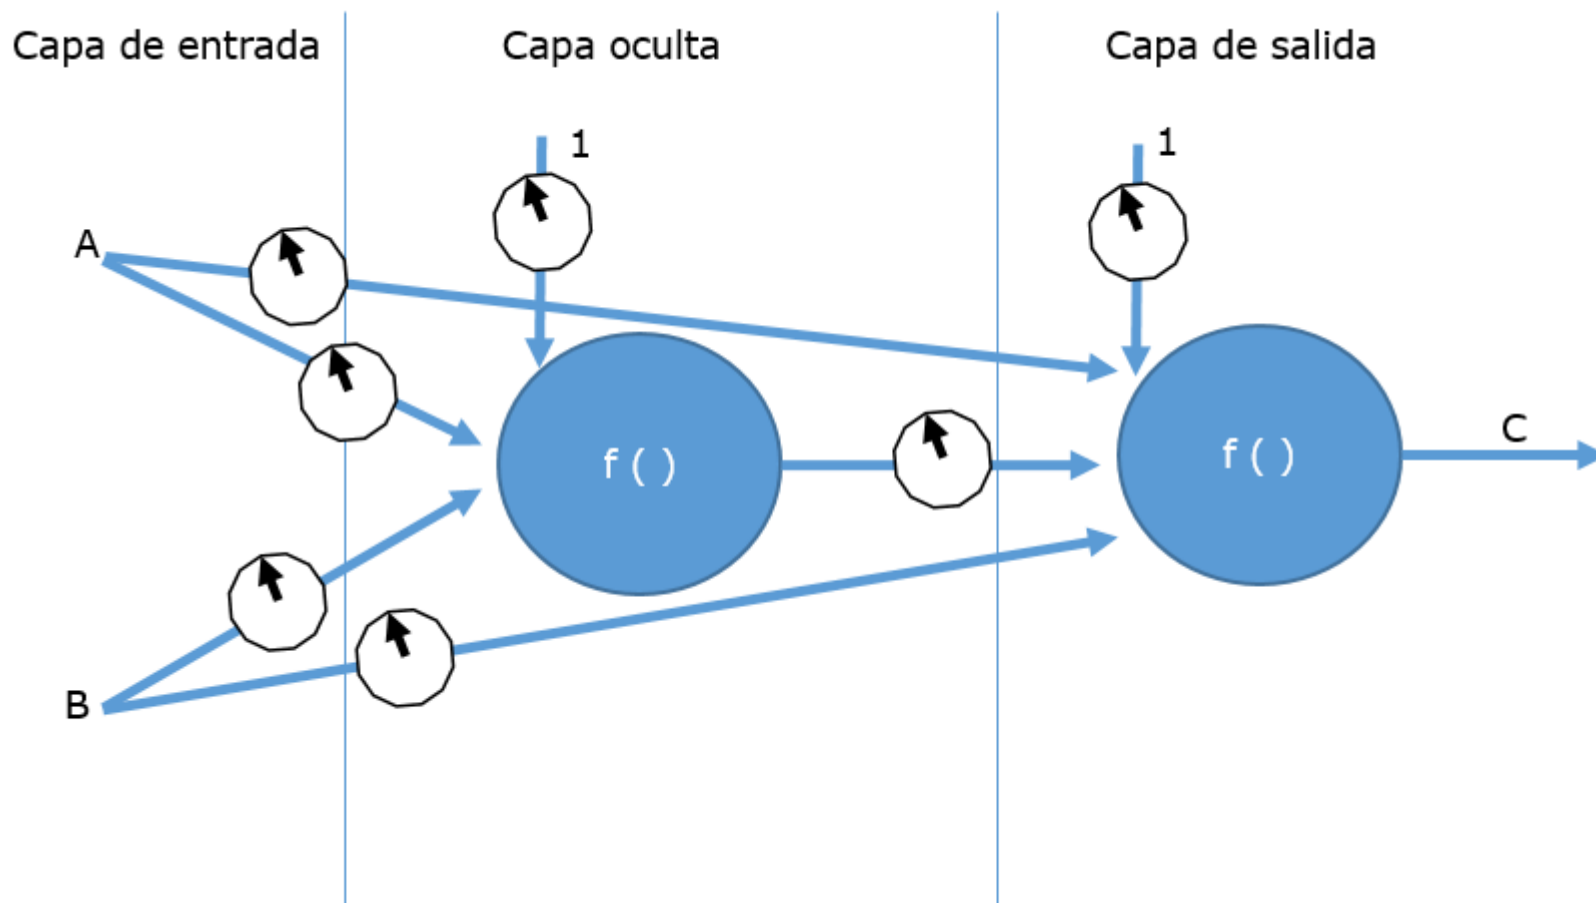 Capa de entrada
Capa oculta
Capa de salida
1
1
A
f ( )
f ( )
C
B